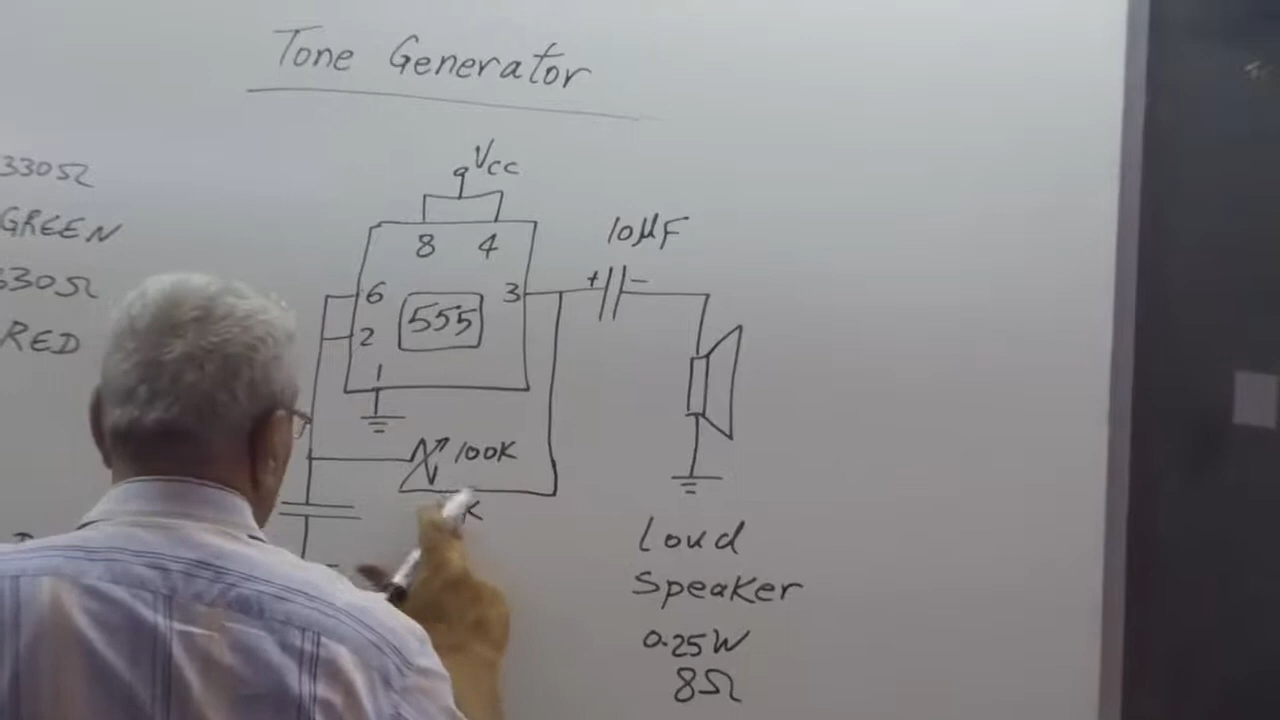 Tone Generator
330Ω
GREEN
330Ω
RED
Vcc
8 4
6 3
555
2
1
10μF
+ -
100K
K
Loud
Speaker
0.25W
8Ω